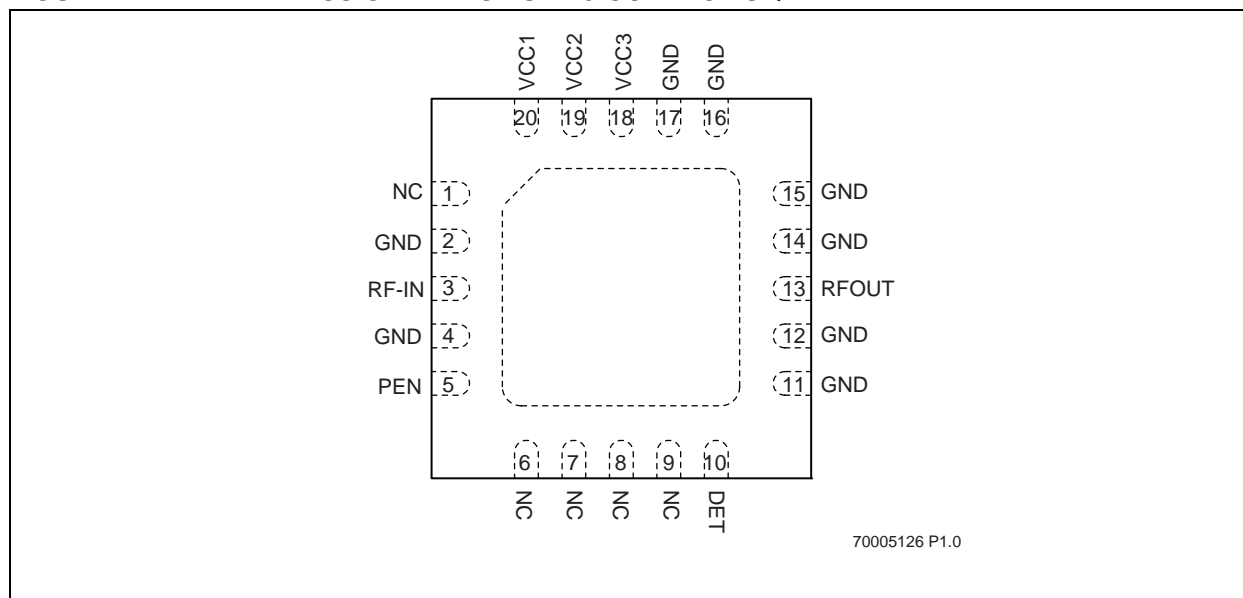 VCC1 VCC2 VCC3 GND GND
20 19 18 17 16
NC 1 15 GND
GND 2 14 GND
RF-IN 3 13 RFOUT
GND 4 12 GND
PEN 5 11 GND
6 7 8 9 10
NC NC NC NC DET
70005126 P1.0